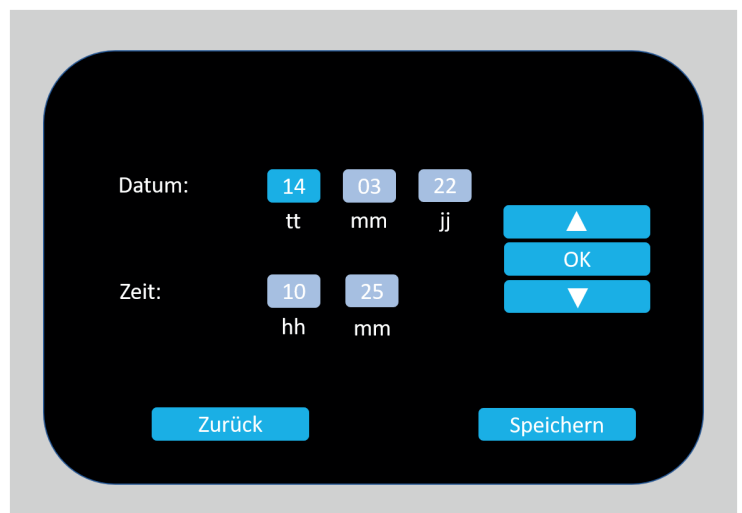 Datum: 14 03 22
tt mm jj
▲
OK
Zeit: 10 25
▼
hh mm
Zurück Speichern